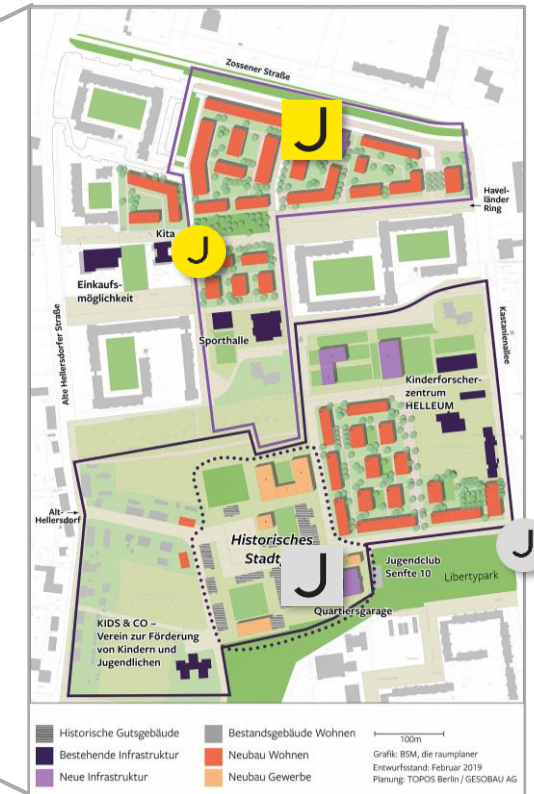 Zossener Straße
J
Havel-
länder
Ring
Kita
J
Einkaufs-
möglichkeit
Sporthalle
Alte Hellersdorfer Straße
Kastanienallee
Kinderforscher-
zentrum
HELLEUM
Alt-
Hellersdorf
Historisches
J
J
Jugendclub
Senfte 10
Libertypark
Quartiersgarage
KIDS & CO –
Verein zur Förderung
von Kindern und
Jugendlichen
Historische Gutsgebäude
Bestehende Infrastruktur
Neue Infrastruktur
Bestandsgebäude Wohnen
Neubau Wohnen
Neubau Gewerbe
100m
Grafik: BSM, die raumplaner
Entwurfsstand: Februar 2019
Planung: TOPOS Berlin / GESOBAU AG